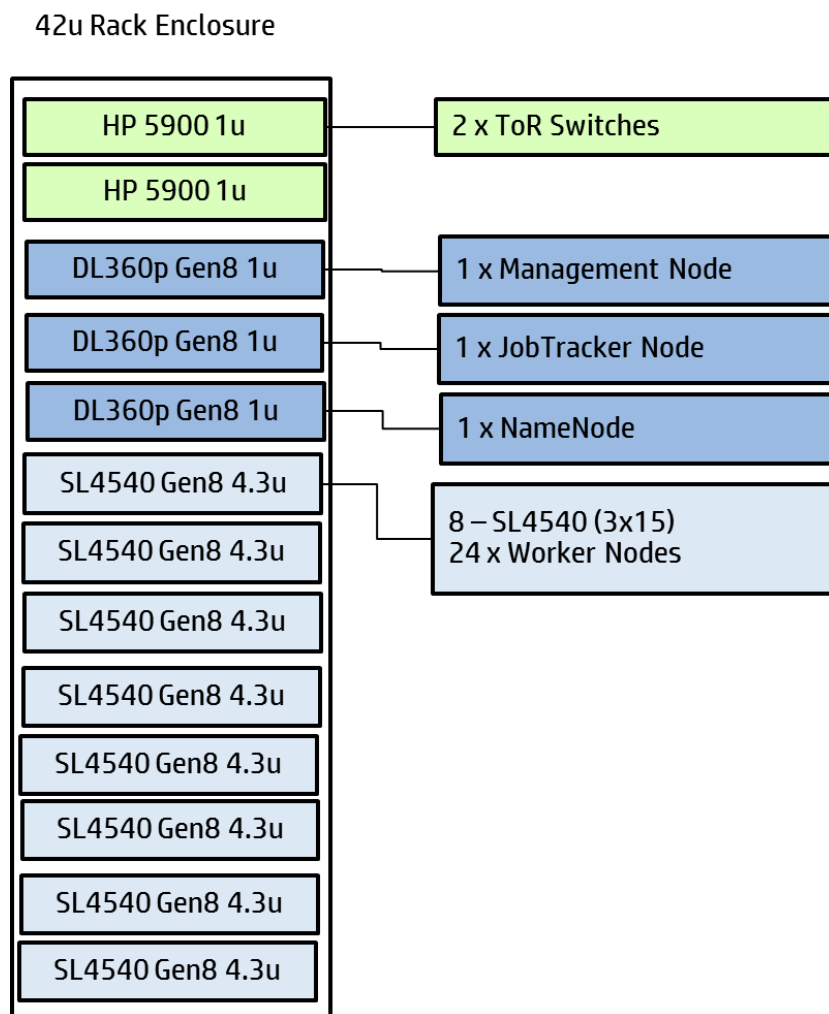 42u Rack Enclosure
HP 5900 1u
2 x ToR Switches
HP 5900 1u
DL360p Gen8 1u
1 x Management Node
DL360p Gen8 1u
1 x JobTracker Node
DL360p Gen8 1u
1 x NameNode
SL4540 Gen8 4.3u
8 – SL4540 (3x15)
24 x Worker Nodes
SL4540 Gen8 4.3u
SL4540 Gen8 4.3u
SL4540 Gen8 4.3u
SL4540 Gen8 4.3u
SL4540 Gen8 4.3u
SL4540 Gen8 4.3u
SL4540 Gen8 4.3u